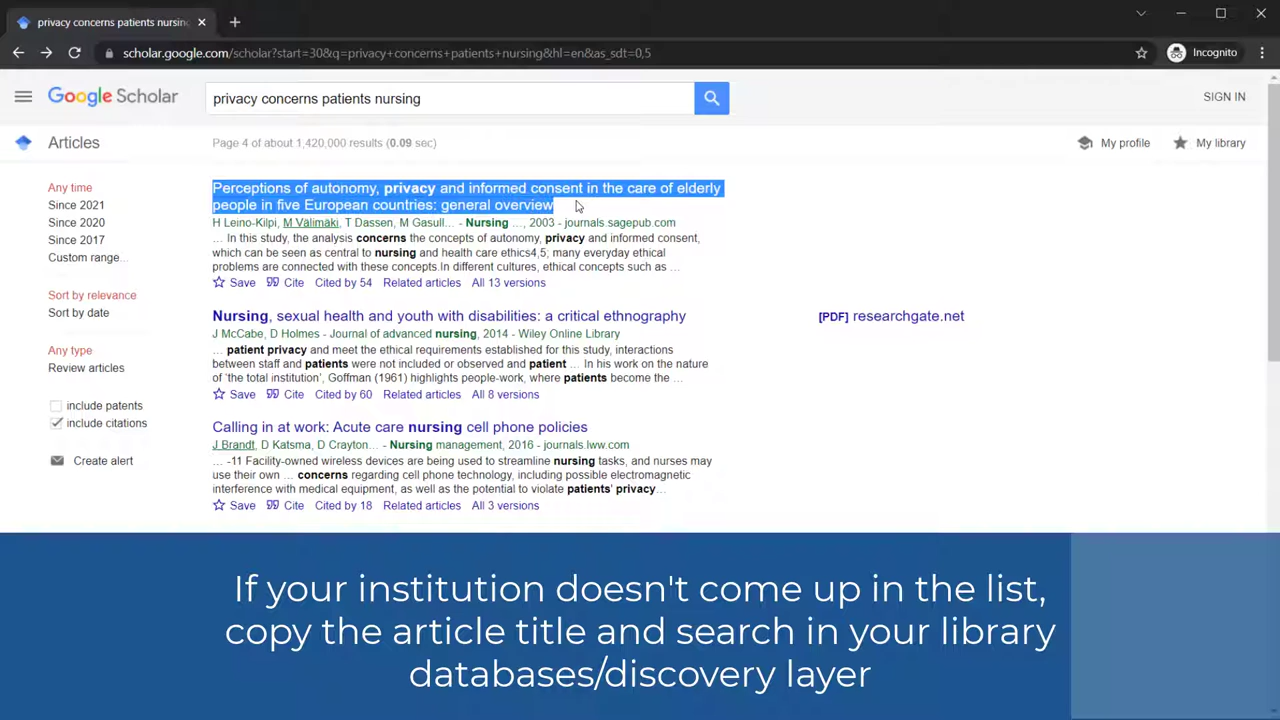 privacy concerns patients nursing
scholar.google.com/scholar?start=30&q=privacy+concerns+patients+nursing&hl=en&as_sdt=0,5
Incognito
Google Scholar
privacy concerns patients nursing
SIGN IN
Articles
Page 4 of about 1,420,000 results (0.09 sec)
My profile
My library
Any time
Since 2021
Since 2020
Since 2017
Custom range...
Sort by relevance
Sort by date
Any type
Review articles
include patents
include citations
Create alert
Perceptions of autonomy, privacy and informed consent in the care of elderly
people in five European countries: general overview
H Leino-Kilpi, M Välimäki, T Dassen, M Gasull... - Nursing ..., 2003 - journals.sagepub.com
... In this study, the analysis concerns the concepts of autonomy, privacy and informed consent,
which can be seen as central to nursing and health care ethics4,5; many everyday ethical
problems are connected with these concepts.In different cultures, ethical concepts such as ...
Save Cite Cited by 54 Related articles All 13 versions
Nursing, sexual health and youth with disabilities: a critical ethnography
[PDF] researchgate.net
J McCabe, D Holmes - Journal of advanced nursing, 2014 - Wiley Online Library
... patient privacy and meet the ethical requirements established for this study, interactions
between staff and patients were not included or observed and patient ... In his work on the nature
of 'the total institution', Goffman (1961) highlights people-work, where patients become the ...
Save Cite Cited by 60 Related articles All 8 versions
Calling in at work: Acute care nursing cell phone policies
J Brandt, D Katsma, D Crayton... - Nursing management, 2016 - journals.lww.com
... -11 Facility-owned wireless devices are being used to streamline nursing tasks, and nurses may
use their own ... concerns regarding cell phone technology, including possible electromagnetic
interference with medical equipment, as well as the potential to violate patients' privacy...
Save Cite Cited by 18 Related articles All 3 versions
If your institution doesn't come up in the list,
copy the article title and search in your library
databases/discovery layer